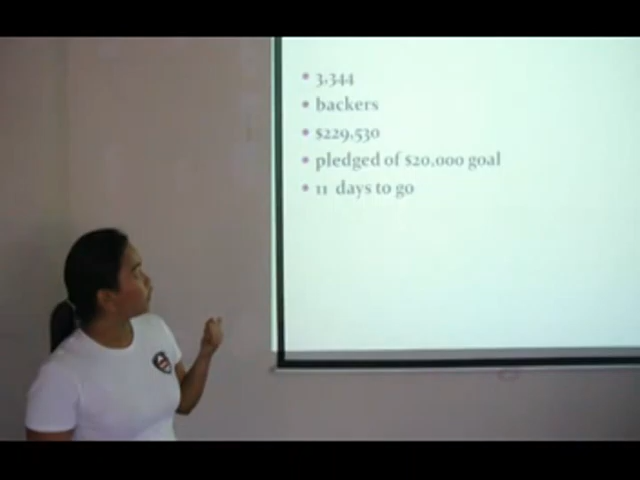 3,344
backers
$229,530
pledged of $20,000 goal
11 days to go